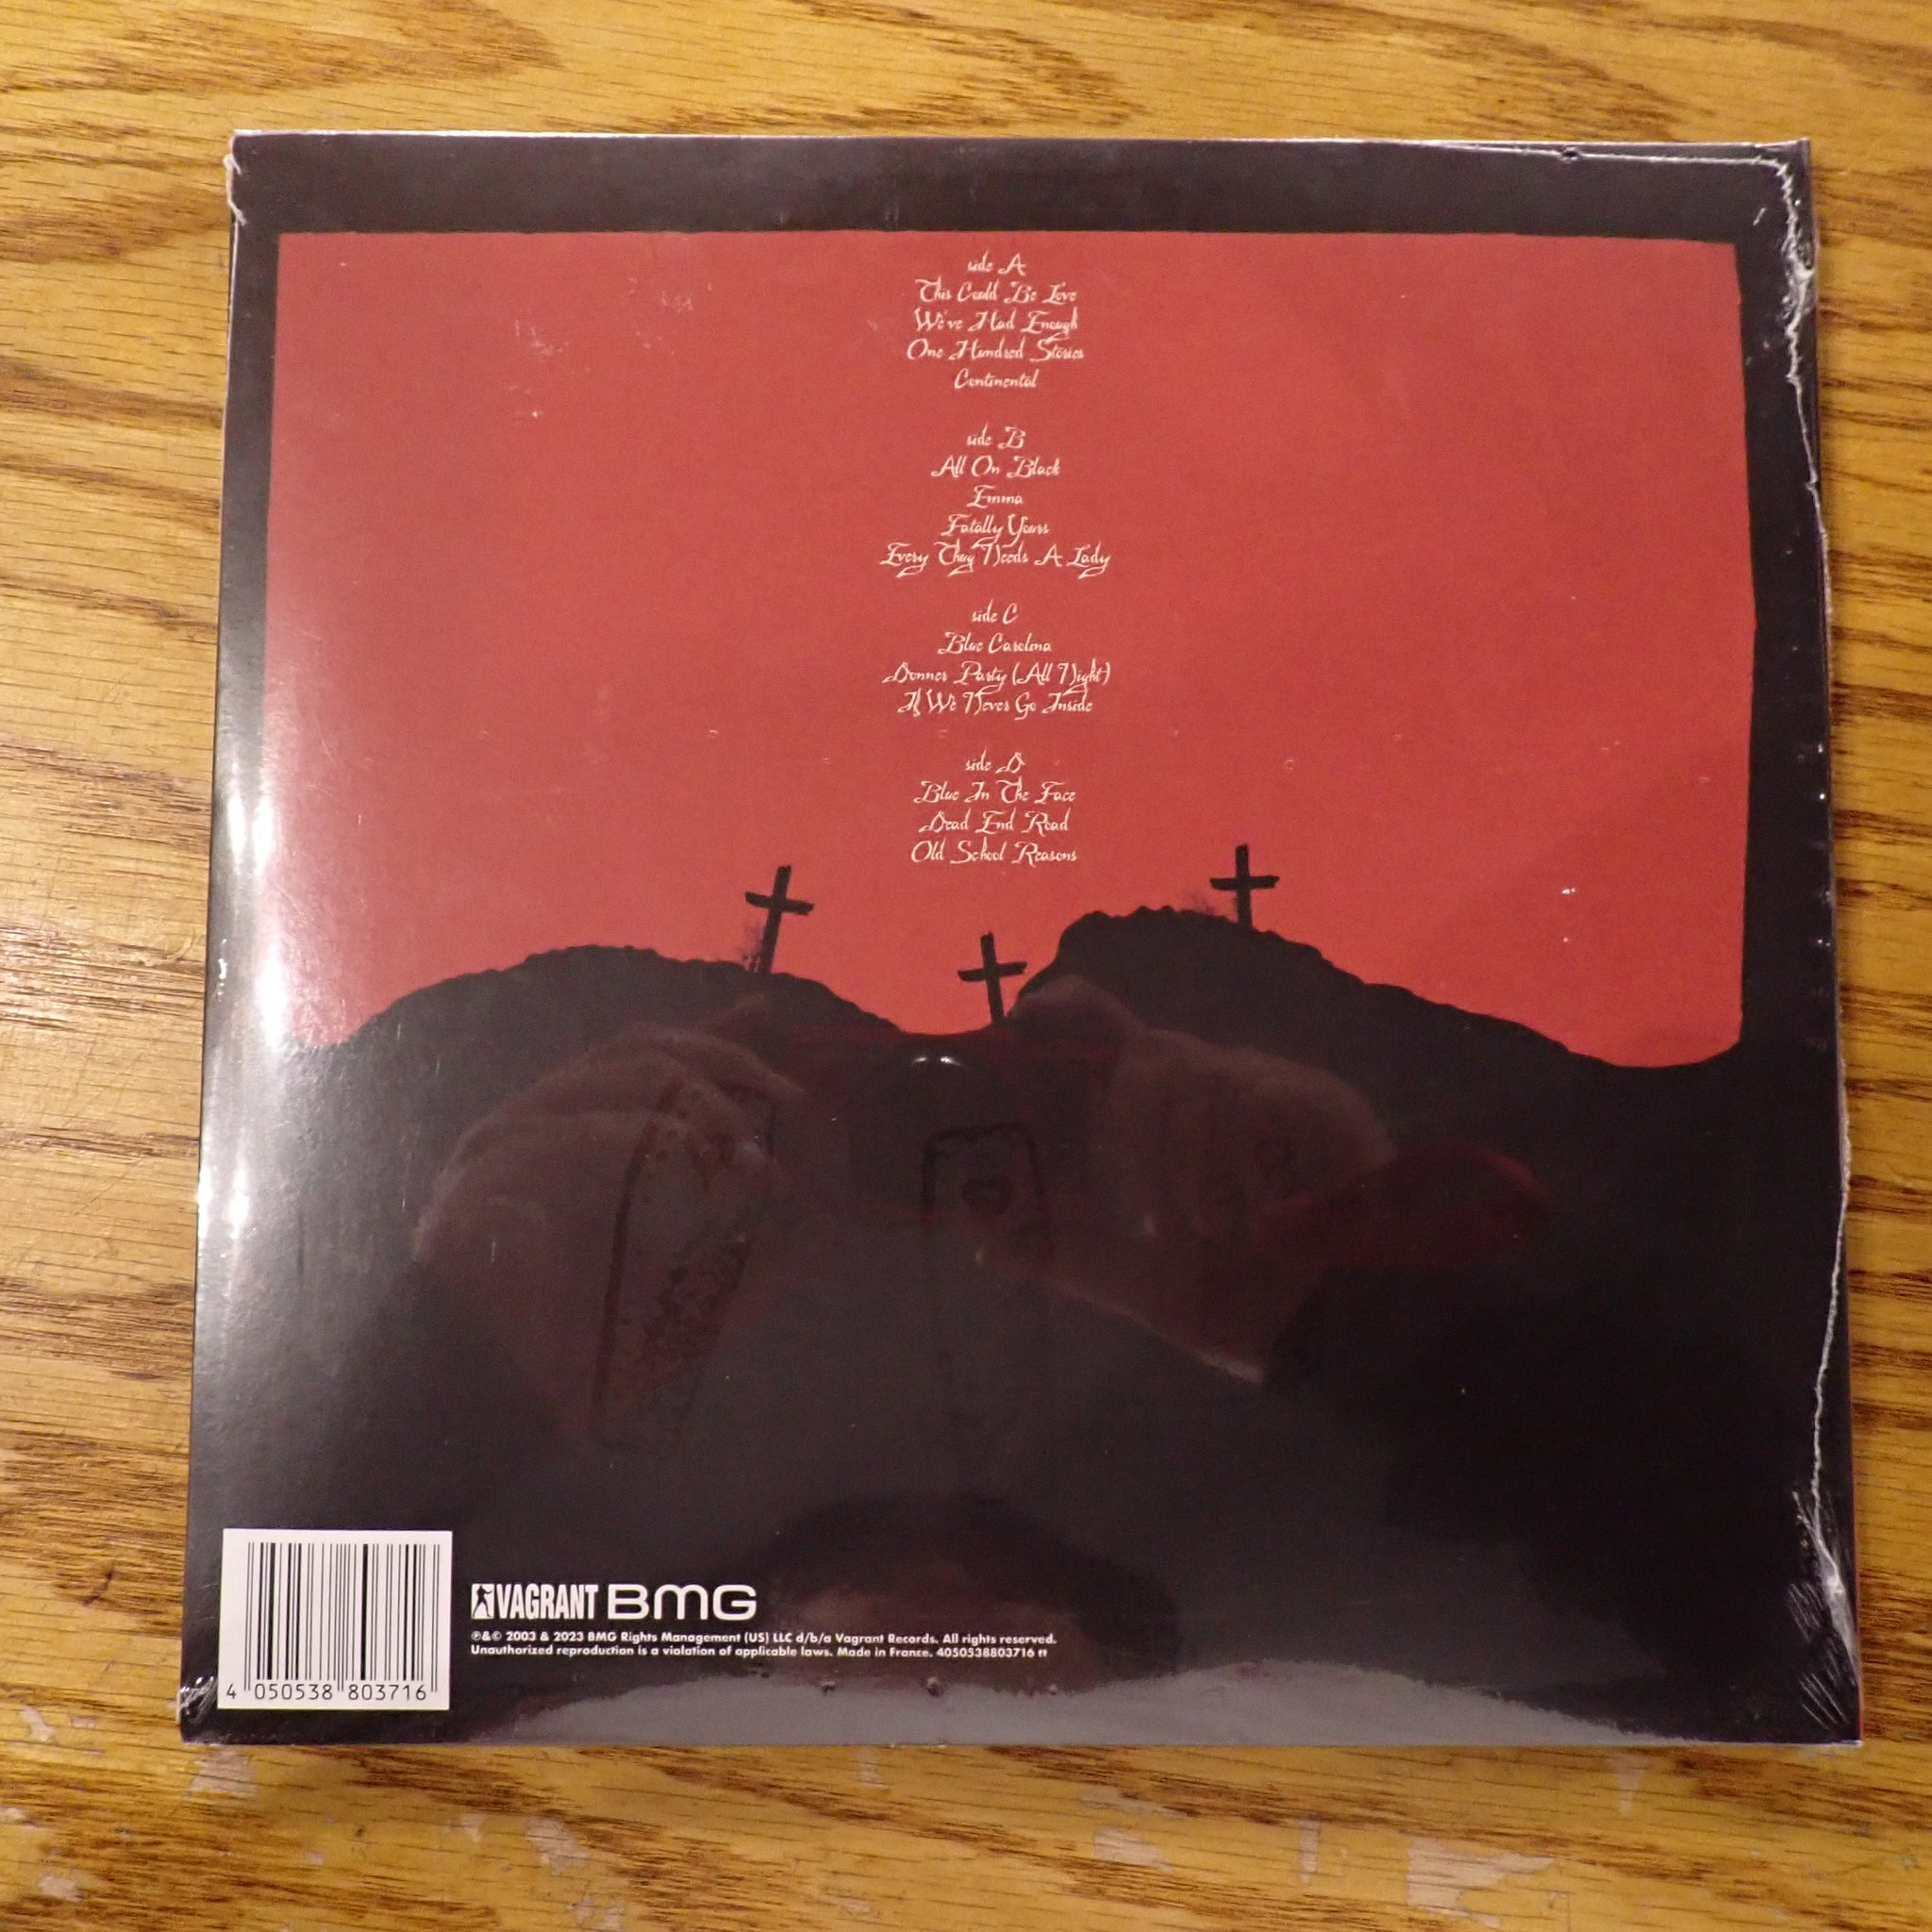 side A
This Could Be Love
We've Had Enough
One Hundred Stories
Continental
side B
All On Black
Emma
Fatally Yours
Every Thug Needs A Lady
side C
Blue Carolina
Donner Party (All Night)
If We Never Go Inside
side D
Blue In The Face
Dead End Road
Old School Reasons
VAGRANT BMG
℗&© 2003 & 2023 BMG Rights Management (US) LLC d/b/a Vagrant Records. All rights reserved.
Unauthorized reproduction is a violation of applicable laws. Made in France. 4050538803716 tt
4 050538 803716